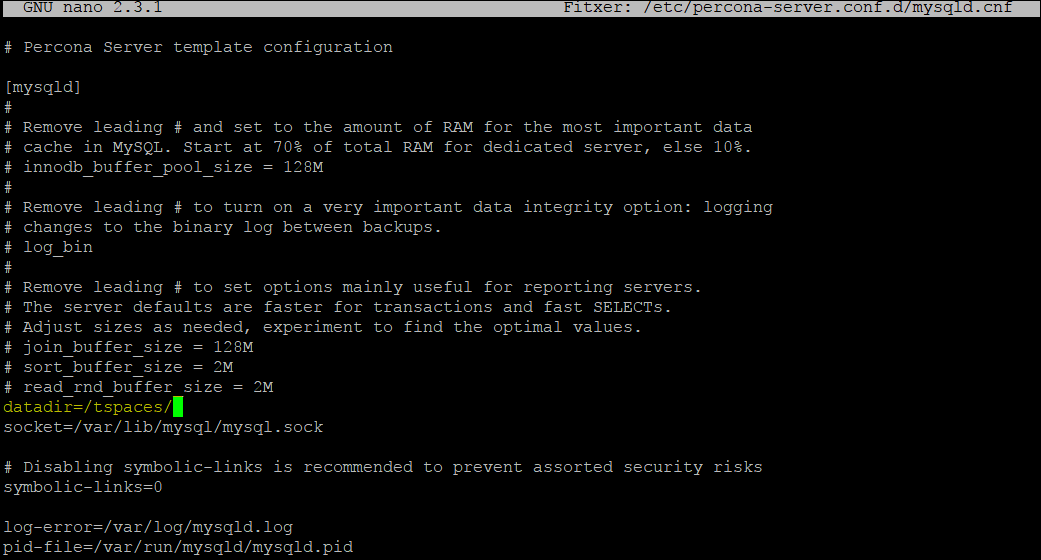 GNU nano 2.3.1 Fitxer: /etc/percona-server.conf.d/mysqld.cnf
# Percona Server template configuration
[mysqld]
#
# Remove leading # and set to the amount of RAM for the most important data
# cache in MySQL. Start at 70% of total RAM for dedicated server, else 10%.
# innodb_buffer_pool_size = 128M
#
# Remove leading # to turn on a very important data integrity option: logging
# changes to the binary log between backups.
# log_bin
#
# Remove leading # to set options mainly useful for reporting servers.
# The server defaults are faster for transactions and fast SELECTs.
# Adjust sizes as needed, experiment to find the optimal values.
# join_buffer_size = 128M
# sort_buffer_size = 2M
# read_rnd_buffer_size = 2M
datadir=/tspaces/
socket=/var/lib/mysql/mysql.sock
# Disabling symbolic-links is recommended to prevent assorted security risks
symbolic-links=0
log-error=/var/log/mysqld.log
pid-file=/var/run/mysqld/mysqld.pid